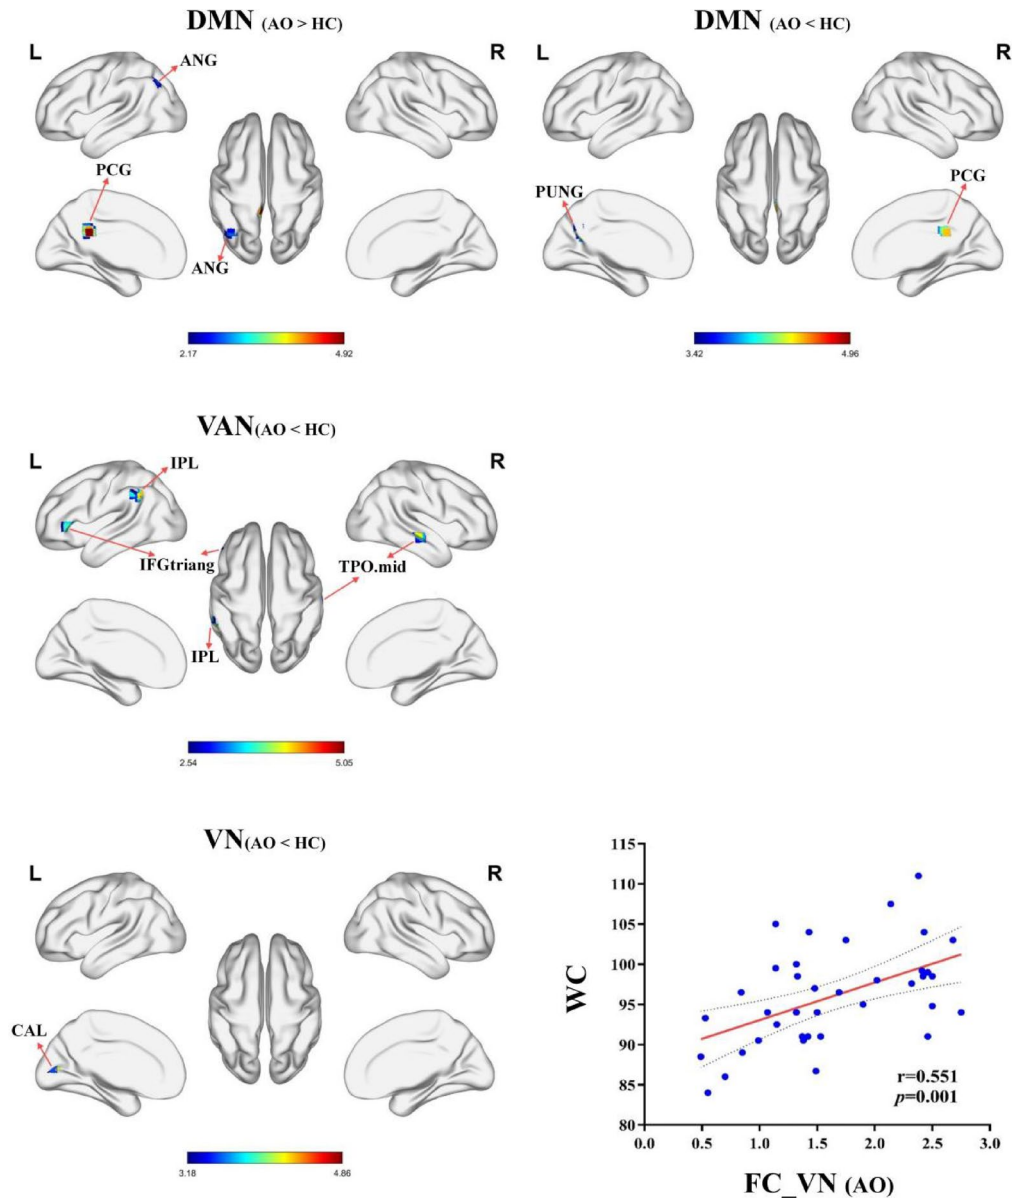 DMN (AO > HC)
L
R
ANG
PCG
ANG
2.17
4.92
DMN (AO < HC)
L
R
PUNG
PCG
3.42
4.96
VAN(AO < HC)
L
R
IPL
IFGtriang
TPO.mid
IPL
2.54
5.05
VN(AO < HC)
L
R
CAL
3.18
4.86
115
110
105
100
95
90
85
80
WC
r=0.551
p=0.001
0.0 0.5 1.0 1.5 2.0 2.5 3.0
FC_VN (AO)